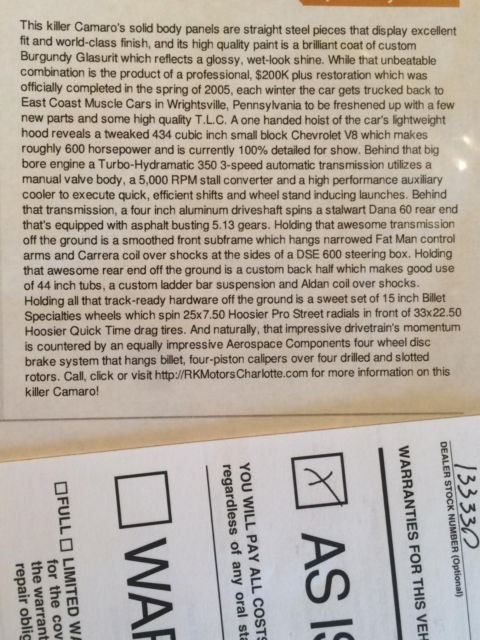 This killer Camaro's solid body panels are straight steel pieces that display excellent
fit and world-class finish, and its high quality paint is a brilliant coat of custom
Burgundy Glasurit which reflects a glossy, wet-look shine. While that unbeatable
combination is the product of a professional, $200K plus restoration which was
officially completed in the spring of 2005, each winter the car gets trucked back to
East Coast Muscle Cars in Wrightsville, Pennsylvania to be freshened up with a few
new parts and some high quality T.L.C. A one handed hoist of the car's lightweight
hood reveals a tweaked 434 cubic inch small block Chevrolet V8 which makes
roughly 600 horsepower and is currently 100% detailed for show. Behind that big
bore engine a Turbo-Hydramatic 350 3-speed automatic transmission utilizes a
manual valve body, a 5,000 RPM stall converter and a high performance auxiliary
cooler to execute quick, efficient shifts and wheel stand inducing launches. Behind
that transmission, a four inch aluminum driveshaft spins a stalwart Dana 60 rear end
that's equipped with asphalt busting 5.13 gears. Holding that awesome transmission
off the ground is a smoothed front subframe which hangs narrowed Fat Man control
arms and Carrera coil over shocks at the sides of a DSE 600 steering box. Holding
that awesome rear end off the ground is a custom back half which makes good use
of 44 inch tubs, a custom ladder bar suspension and Aldan coil over shocks.
Holding all that track-ready hardware off the ground is a sweet set of 15 inch Billet
Specialties wheels which spin 25x7.50 Hoosier Pro Street radials in front of 33x22.50
Hoosier Quick Time drag tires. And naturally, that impressive drivetrain's momentum
is countered by an equally impressive Aerospace Components four wheel disc
brake system that hangs billet, four-piston calipers over four drilled and slotted
rotors. Call, click or visit http://RKMotorsCharlotte.com for more information on this
killer Camaro!
133330
DEALER STOCK NUMBER (Optional)
WARRANTIES FOR THIS VEH
X AS IS
YOU WILL PAY ALL COSTS
regardless of any oral sta
WAR
FULL LIMITED WA
for the cov
the warrant
repair oblig